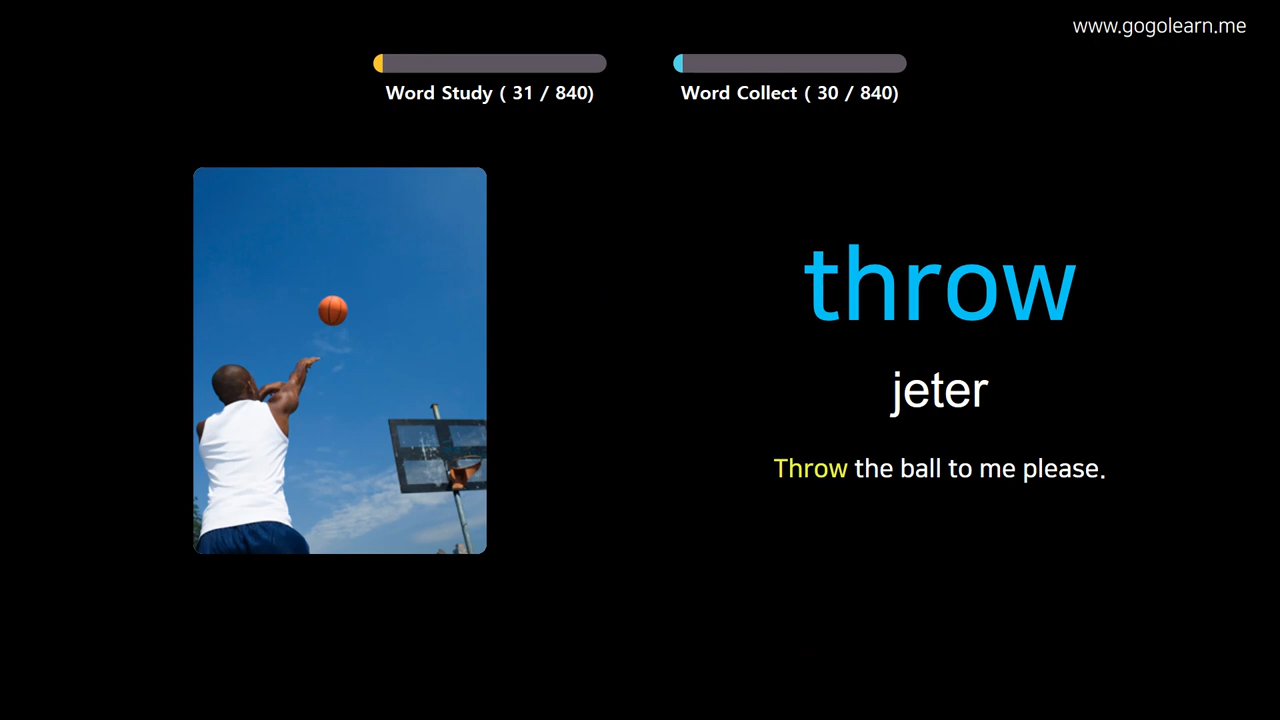 www.gogolearn.me
Word Study ( 31 / 840)
Word Collect ( 30 / 840)
throw
jeter
Throw the ball to me please.